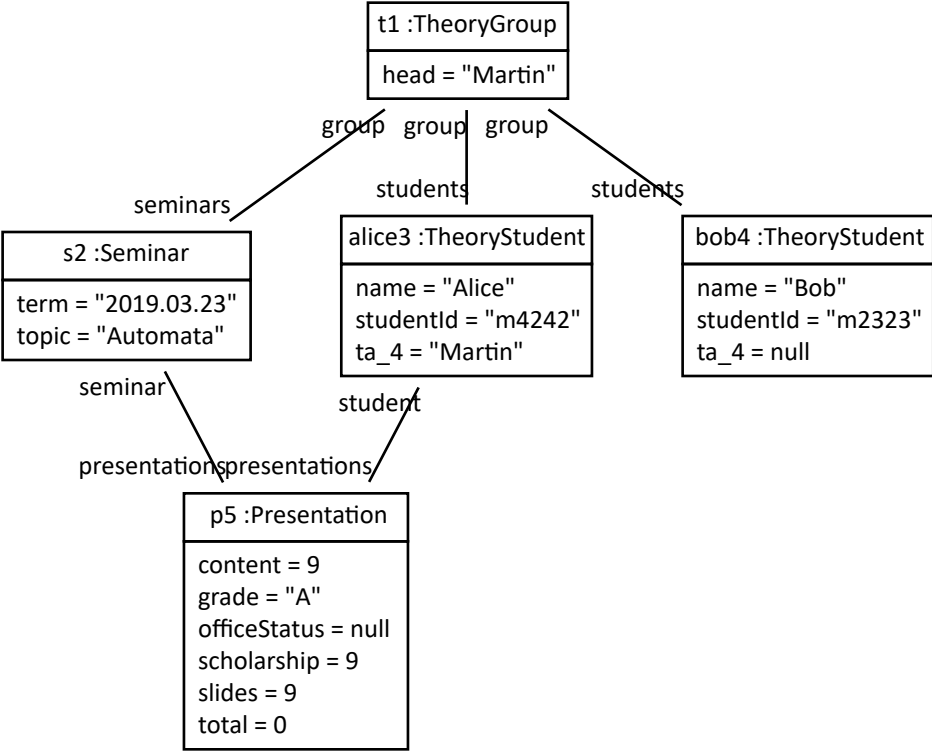 t1 :TheoryGroup
head = "Martin"
group group group
seminars students students
s2 :Seminar
term = "2019.03.23"
topic = "Automata"
alice3 :TheoryStudent
name = "Alice"
studentId = "m4242"
ta_4 = "Martin"
bob4 :TheoryStudent
name = "Bob"
studentId = "m2323"
ta_4 = null
seminar student
presentations presentations
p5 :Presentation
content = 9
grade = "A"
officeStatus = null
scholarship = 9
slides = 9
total = 0